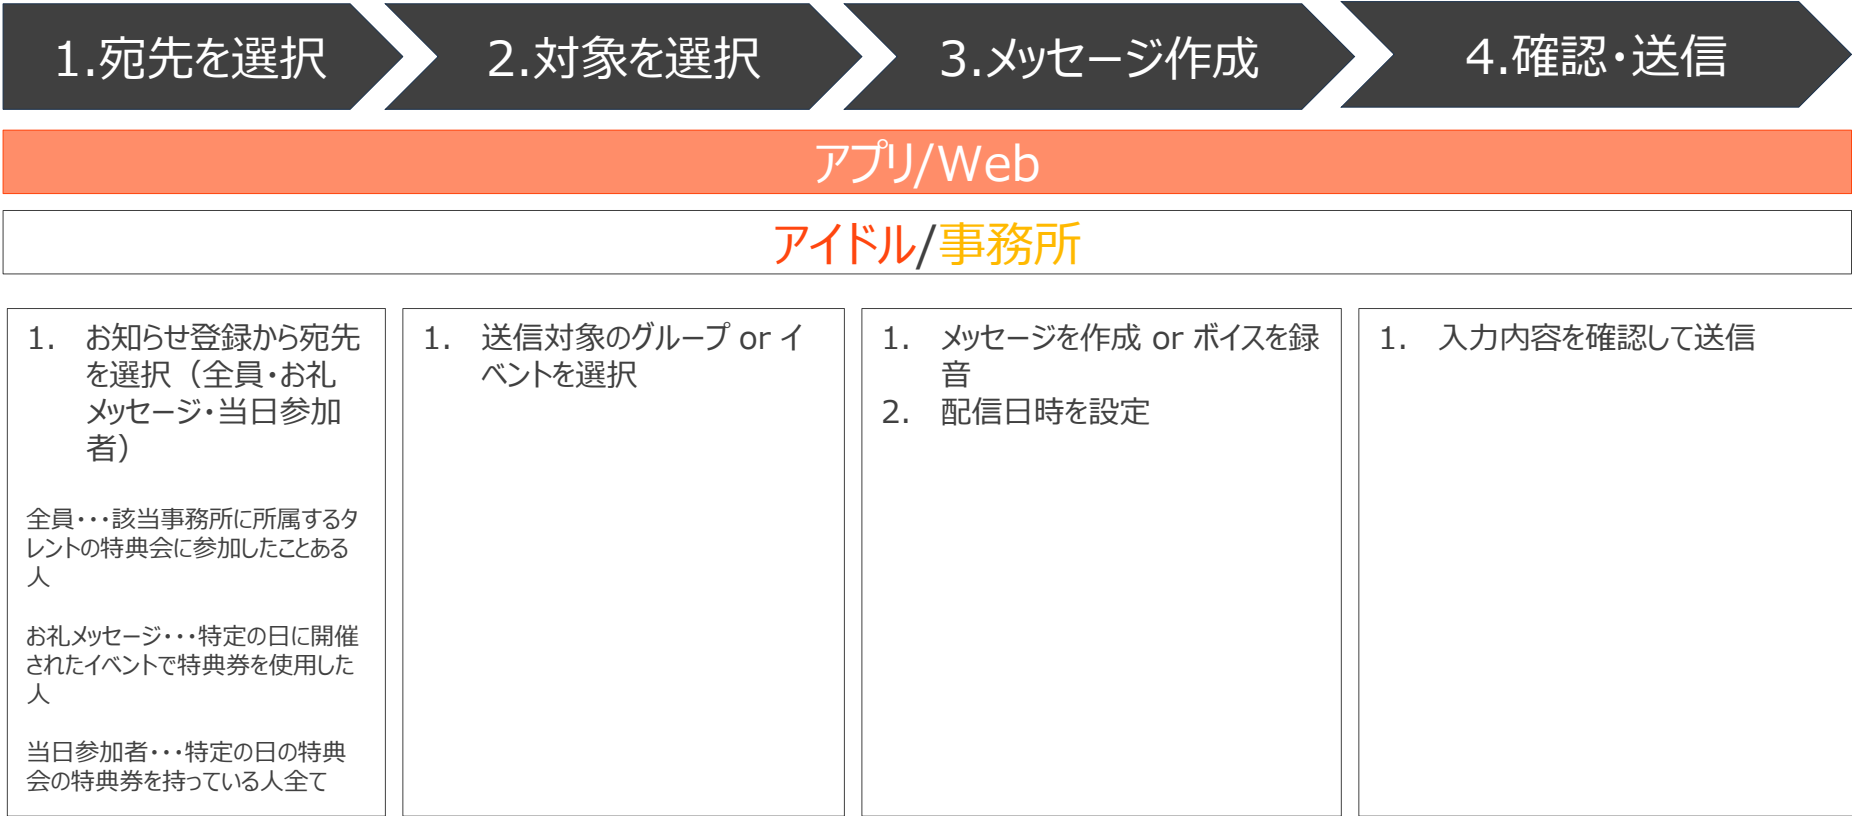 1.宛先を選択
2.対象を選択
3.メッセージ作成
4.確認・送信
アプリ/Web
アイドル/事務所
1. お知らせ登録から宛先
を選択（全員・お礼
メッセージ・当日参加
者）
全員・・・該当事務所に所属するタ
レントの特典会に参加したことある
人
お礼メッセージ・・・特定の日に開催
されたイベントで特典券を使用した
人
当日参加者・・・特定の日の特典
会の特典券を持っている人全て
1. 送信対象のグループ or イ
ベントを選択
1. メッセージを作成 or ボイスを録
音
2. 配信日時を設定
1. 入力内容を確認して送信